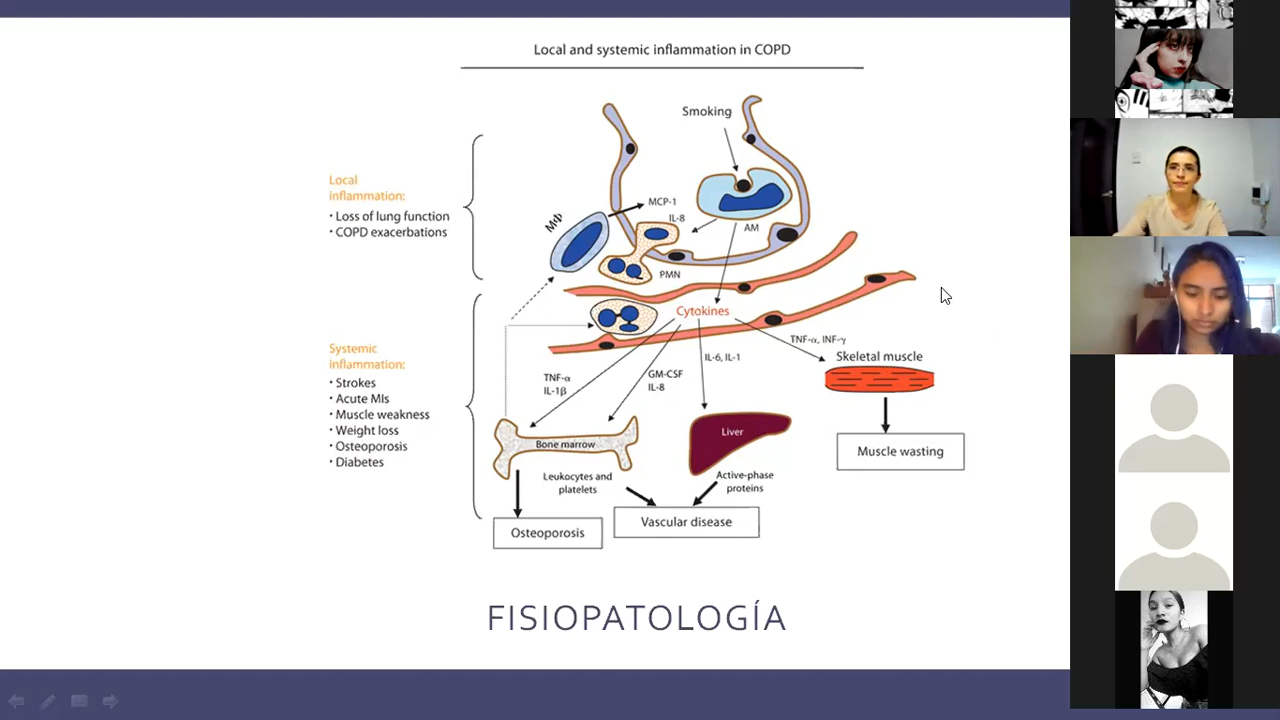 Local and systemic inflammation in COPD
Smoking
Local
inflammation:
• Loss of lung function
• COPD exacerbations
MΦ
MCP-1
IL-8
AM
PMN
Cytokines
TNF-α, INF-γ
Skeletal muscle
IL-6, IL-1
GM-CSF
IL-8
TNF-α
IL-1β
Systemic
inflammation:
• Strokes
• Acute MIs
• Muscle weakness
• Weight loss
• Osteoporosis
• Diabetes
Bone marrow
Liver
Muscle wasting
Leukocytes and
platelets
Active-phase
proteins
Vascular disease
Osteoporosis
FISIOPATOLOGÍA